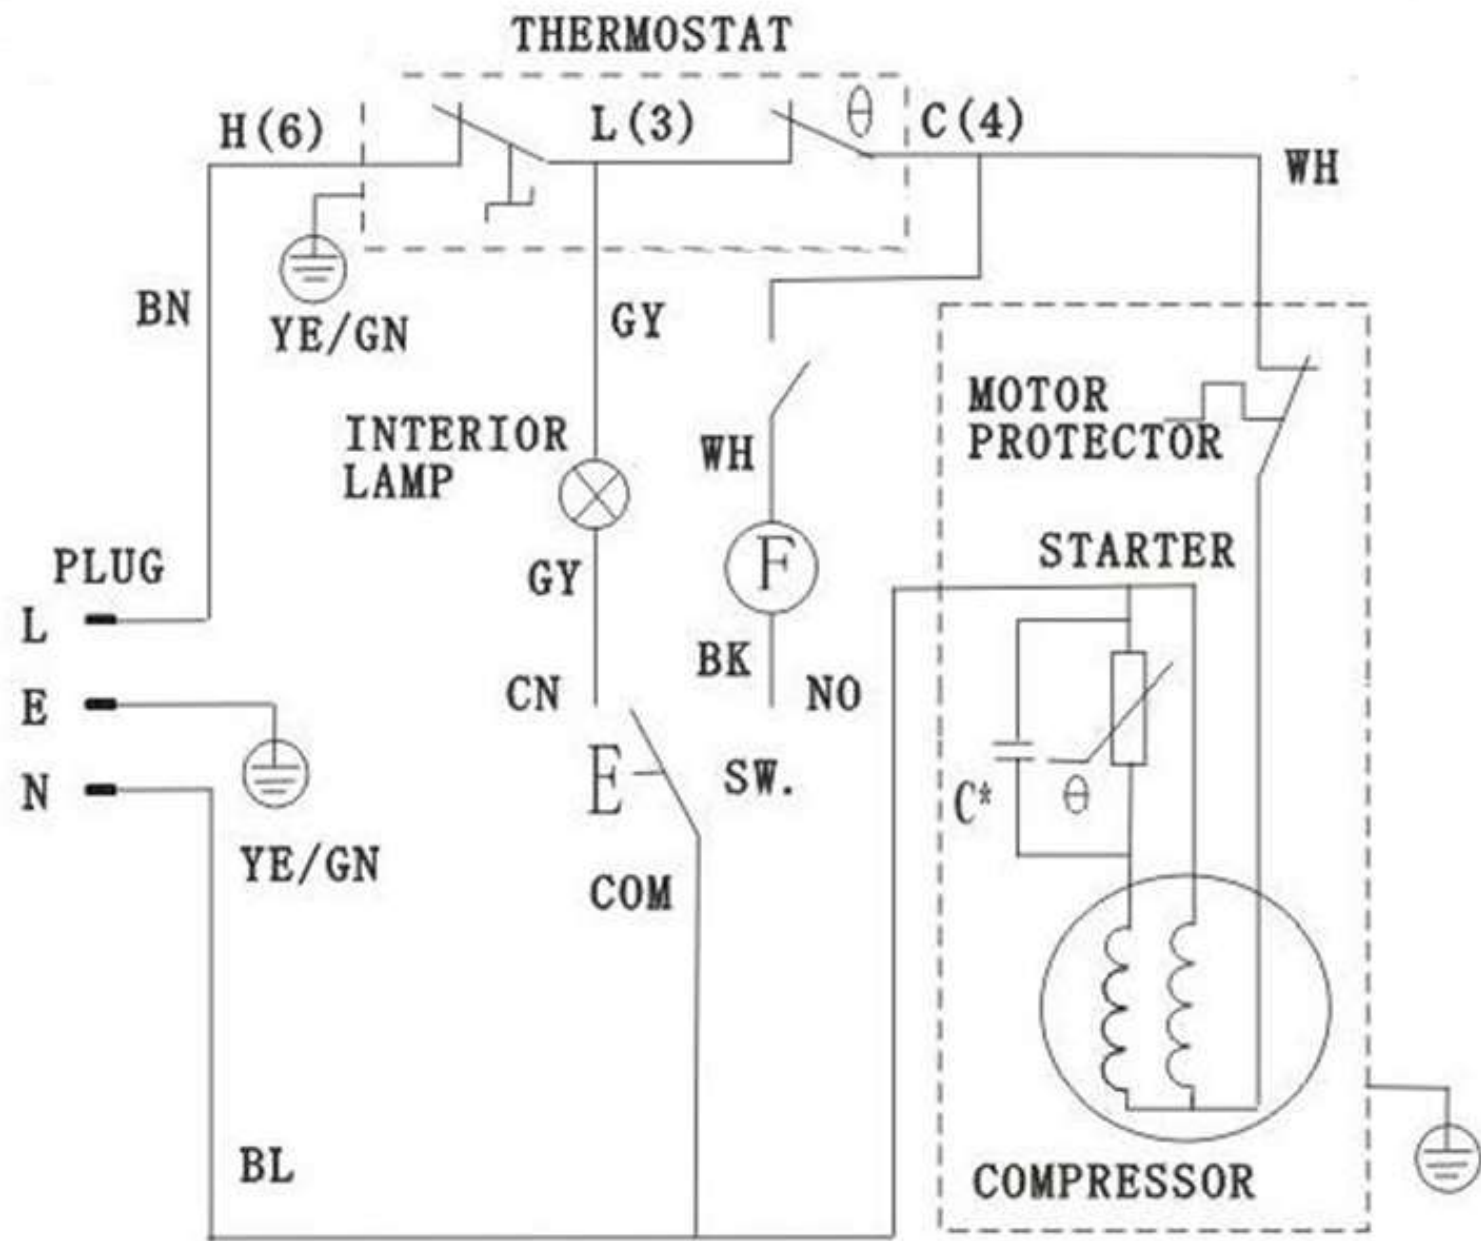 THERMOSTAT
H(6)
L(3)
θ
C(4)
WH
BN
YE/GN
GY
INTERIOR
LAMP
WH
MOTOR
PROTECTOR
F
STARTER
PLUG
GY
L
BK
E
CN
NO
N
E
SW.
C*
θ
YE/GN
COM
BL
COMPRESSOR